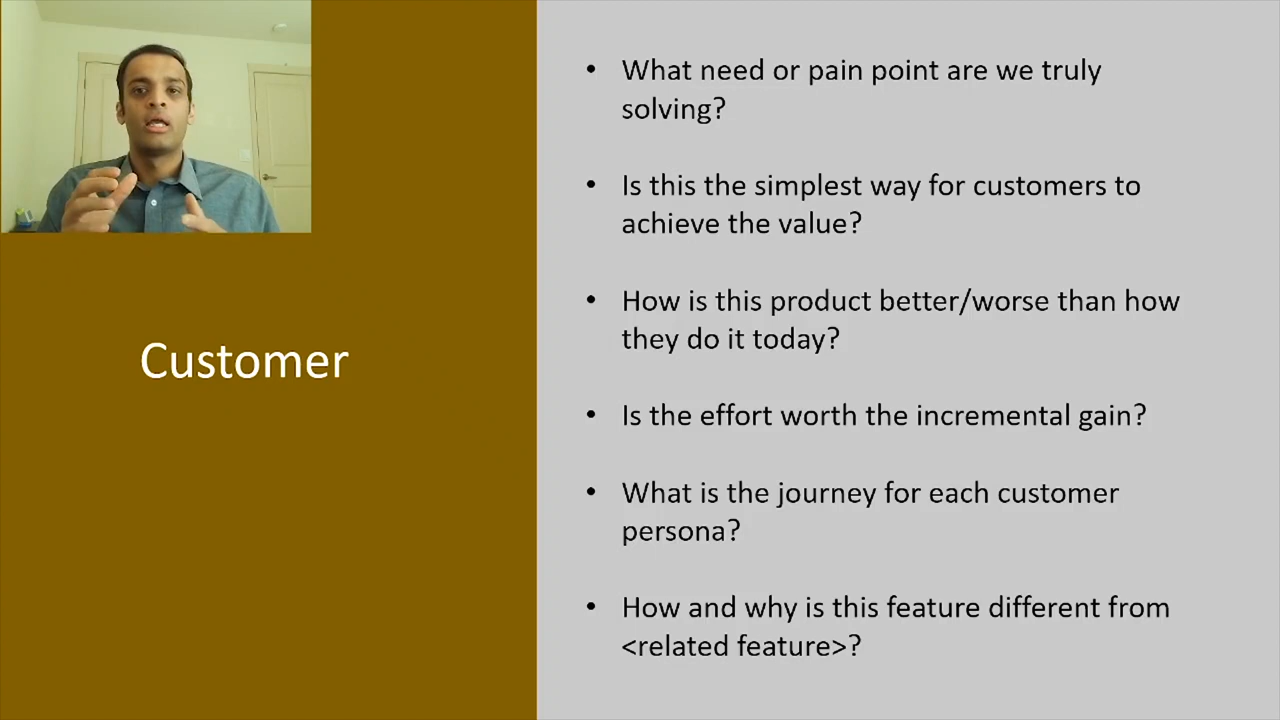 Customer
• What need or pain point are we truly
solving?
• Is this the simplest way for customers to
achieve the value?
• How is this product better/worse than how
they do it today?
• Is the effort worth the incremental gain?
• What is the journey for each customer
persona?
• How and why is this feature different from
<related feature>?